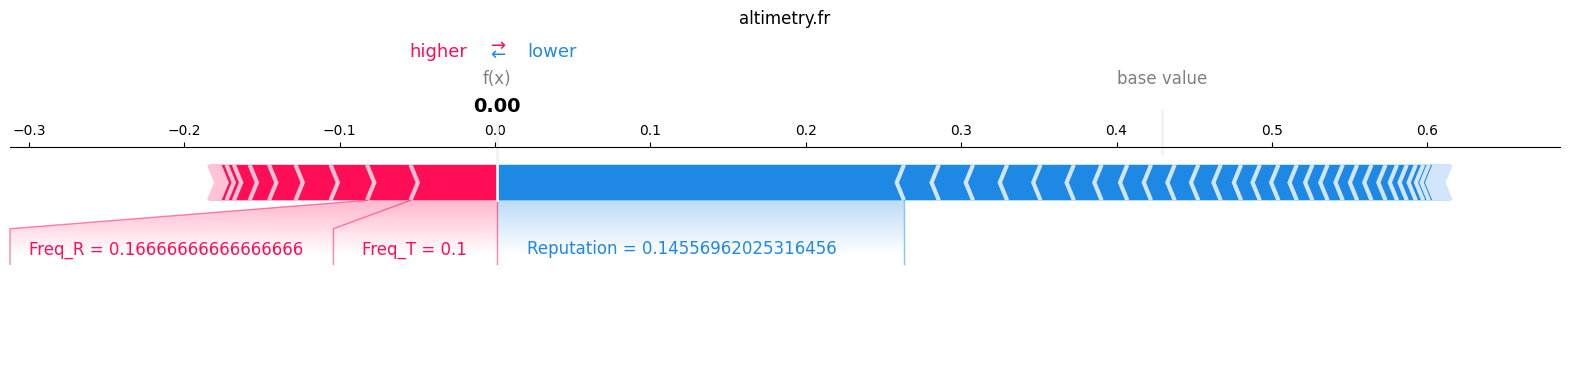 altimetry.fr
higher → ← lower
f(x)
base value
0.00
−0.3 −0.2 −0.1 0.0 0.1 0.2 0.3 0.4 0.5 0.6
Freq_R = 0.16666666666666666
Freq_T = 0.1
Reputation = 0.14556962025316456